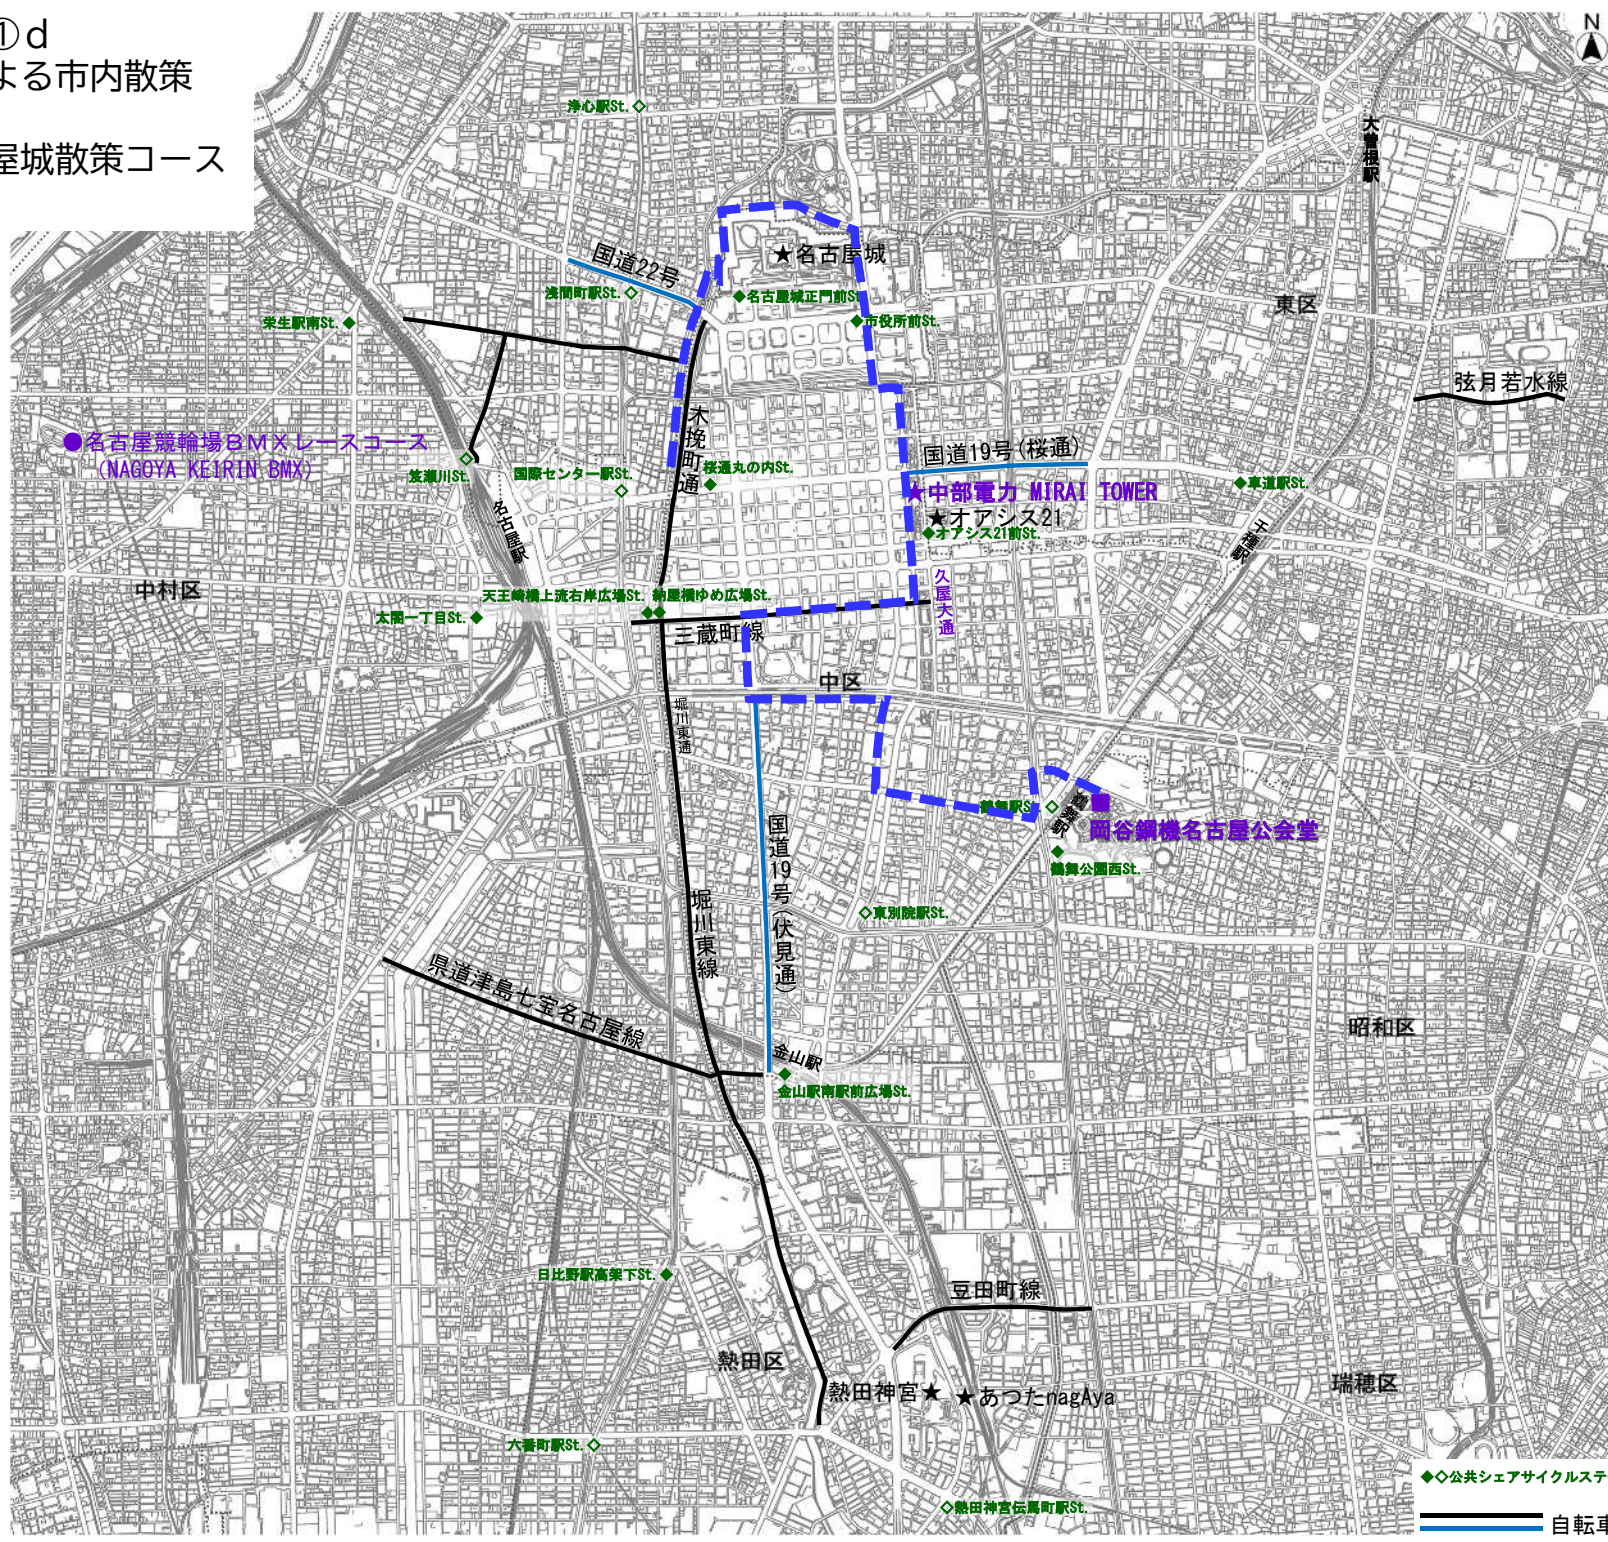 ①d
よる市内散策
屋城散策コース
N
浄心駅St.◇
大曽根駅
国道22号
★名古屋城
浅間町駅St.◇
◆名古屋城正門前St
東区
栄生駅南St.◆
◆市役所前St.
弦月若水線
木挽町通
●名古屋競輪場BMXレースコース
(NAGOYA KEIRIN BMX)
国道19号(桜通)
笈瀬川St.
国際センター駅St.
桜通丸の内St.
◆車道駅St.
★中部電力 MIRAI TOWER
★オアシス21
◆オアシス21前St.
名古屋駅
千種駅
中村区
天王崎橋上流右岸広場St.
納屋橋ゆめ広場St.
久屋大通
太閤一丁目St.◆
三蔵町線
中区
堀川東通
鶴舞駅S
鶴舞駅
■
岡谷鋼機名古屋公会堂
国道19号(伏見通)
鶴舞公園西St.
堀川東線
◇東別院駅St.
県道津島七宝名古屋線
昭和区
金山駅
金山駅南駅前広場St.
日比野駅高架下St.◆
豆田町線
熱田区
熱田神宮★
★あつたnagAya
瑞穂区
六番町駅St.◇
◇熱田神宮伝馬町駅St.
◆◇公共シェアサイクルステ
自転車